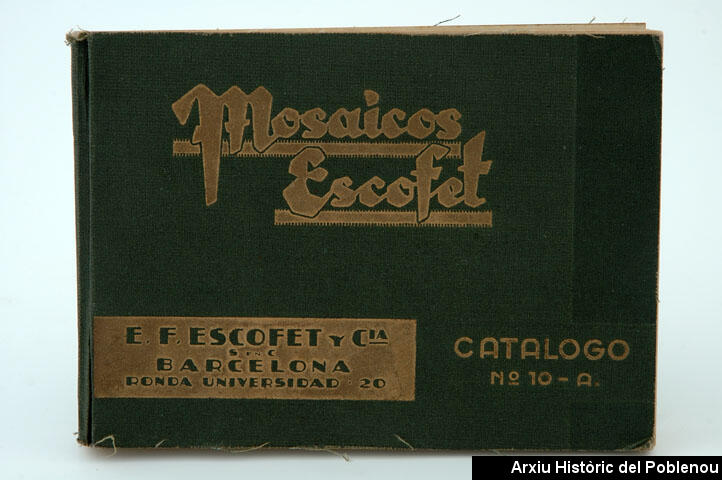 Mosaicos
Escofet
E. F. ESCOFET Y CIA
S EN C
BARCELONA
RONDA UNIVERSIDAD · 20
CATALOGO
Nº 10 - A.
Arxiu Històric del Poblenou